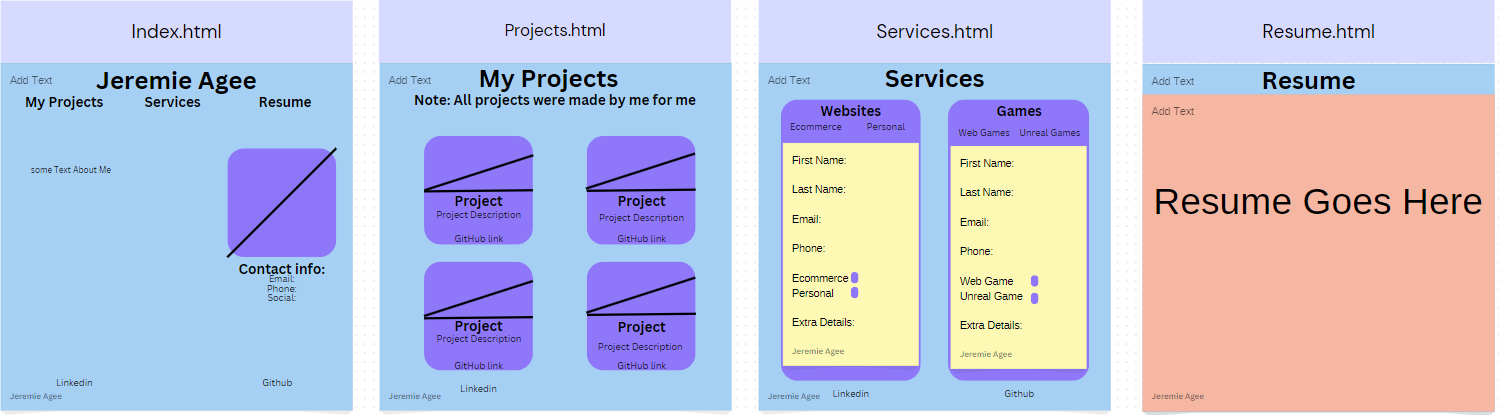 Index.html
Add Text
Jeremie Agee
My Projects Services Resume
some Text About Me
Contact info:
Email:
Phone:
Social:
Linkedin Github
Jeremie Agee
Projects.html
Add Text
My Projects
Note: All projects were made by me for me
Project
Project Description
GitHub link
Project
Project Description
GitHub link
Project
Project Description
GitHub link
Project
Project Description
GitHub link
Linkedin
Jeremie Agee
Services.html
Add Text
Services
Websites
Ecommerce Personal
First Name:
Last Name:
Email:
Phone:
Ecommerce
Personal
Extra Details:
Jeremie Agee
Games
Web Games Unreal Games
First Name:
Last Name:
Email:
Phone:
Web Game
Unreal Game
Extra Details:
Jeremie Agee
Jeremie Agee
Linkedin Github
Resume.html
Add Text
Resume
Add Text
Resume Goes Here
Jeremie Agee